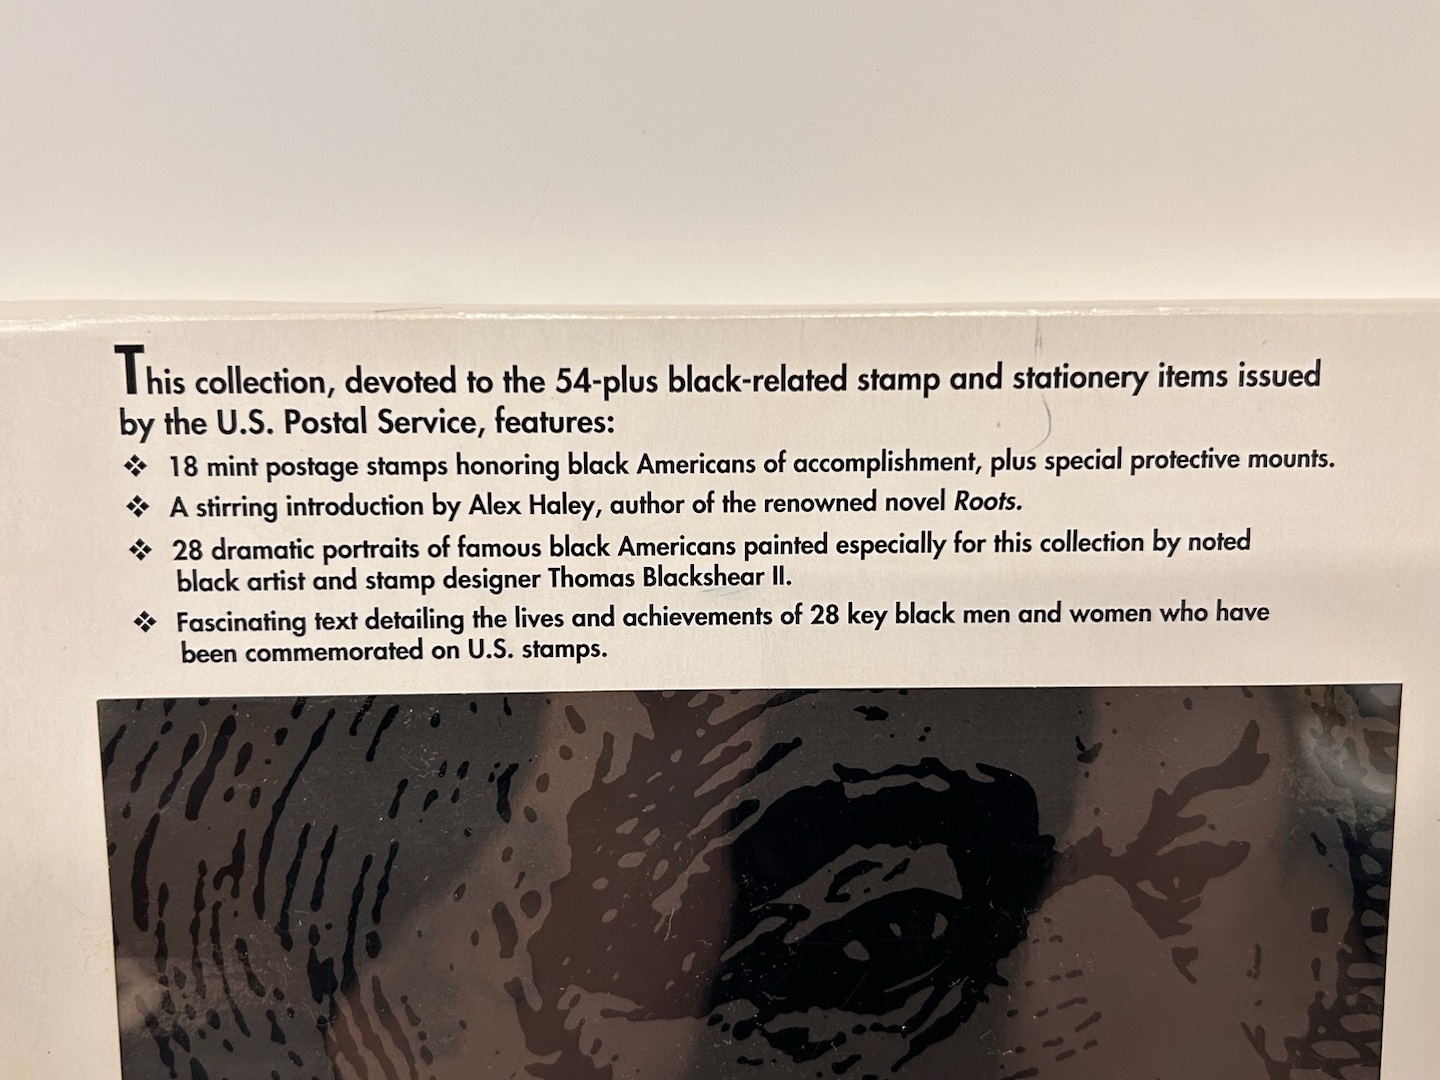 This collection, devoted to the 54-plus black-related stamp and stationery items issued
by the U.S. Postal Service, features:
❖ 18 mint postage stamps honoring black Americans of accomplishment, plus special protective mounts.
❖ A stirring introduction by Alex Haley, author of the renowned novel Roots.
❖ 28 dramatic portraits of famous black Americans painted especially for this collection by noted
black artist and stamp designer Thomas Blackshear II.
❖ Fascinating text detailing the lives and achievements of 28 key black men and women who have
been commemorated on U.S. stamps.